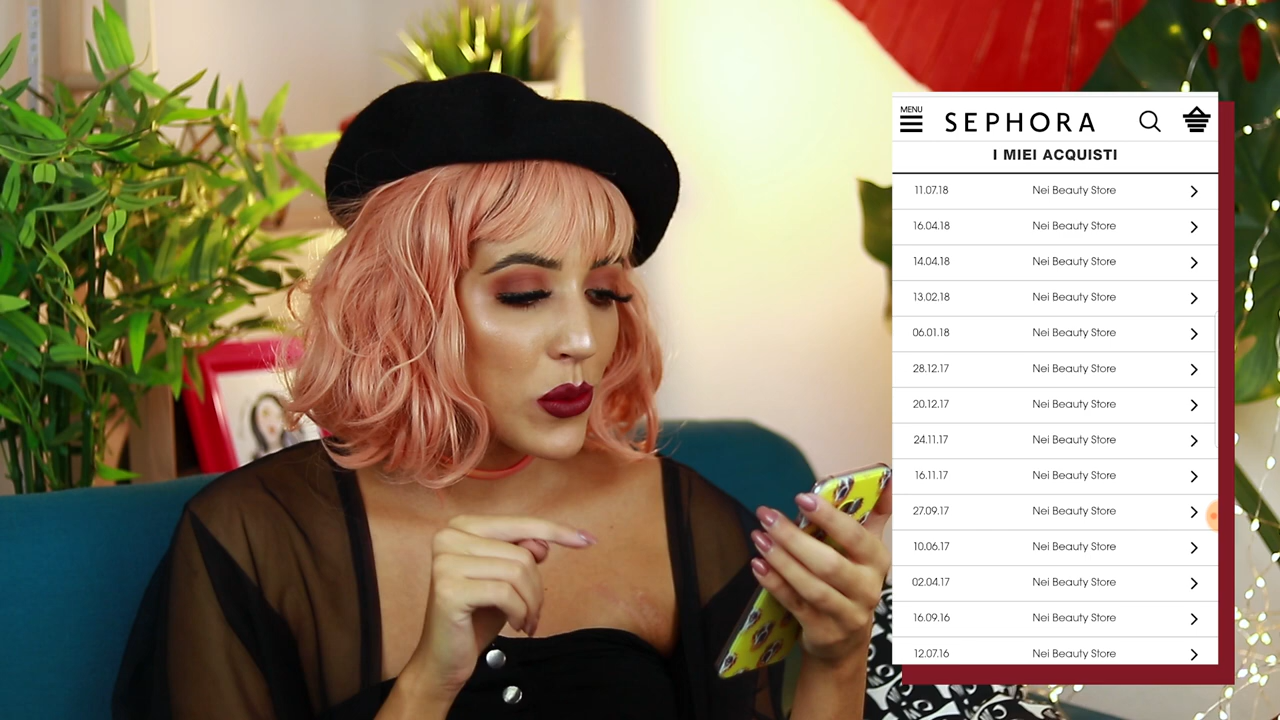 MENU
SEPHORA
I MIEI ACQUISTI
11.07.18 Nei Beauty Store
16.04.18 Nei Beauty Store
14.04.18 Nei Beauty Store
13.02.18 Nei Beauty Store
06.01.18 Nei Beauty Store
28.12.17 Nei Beauty Store
20.12.17 Nei Beauty Store
24.11.17 Nei Beauty Store
16.11.17 Nei Beauty Store
27.09.17 Nei Beauty Store
10.06.17 Nei Beauty Store
02.04.17 Nei Beauty Store
16.09.16 Nei Beauty Store
12.07.16 Nei Beauty Store